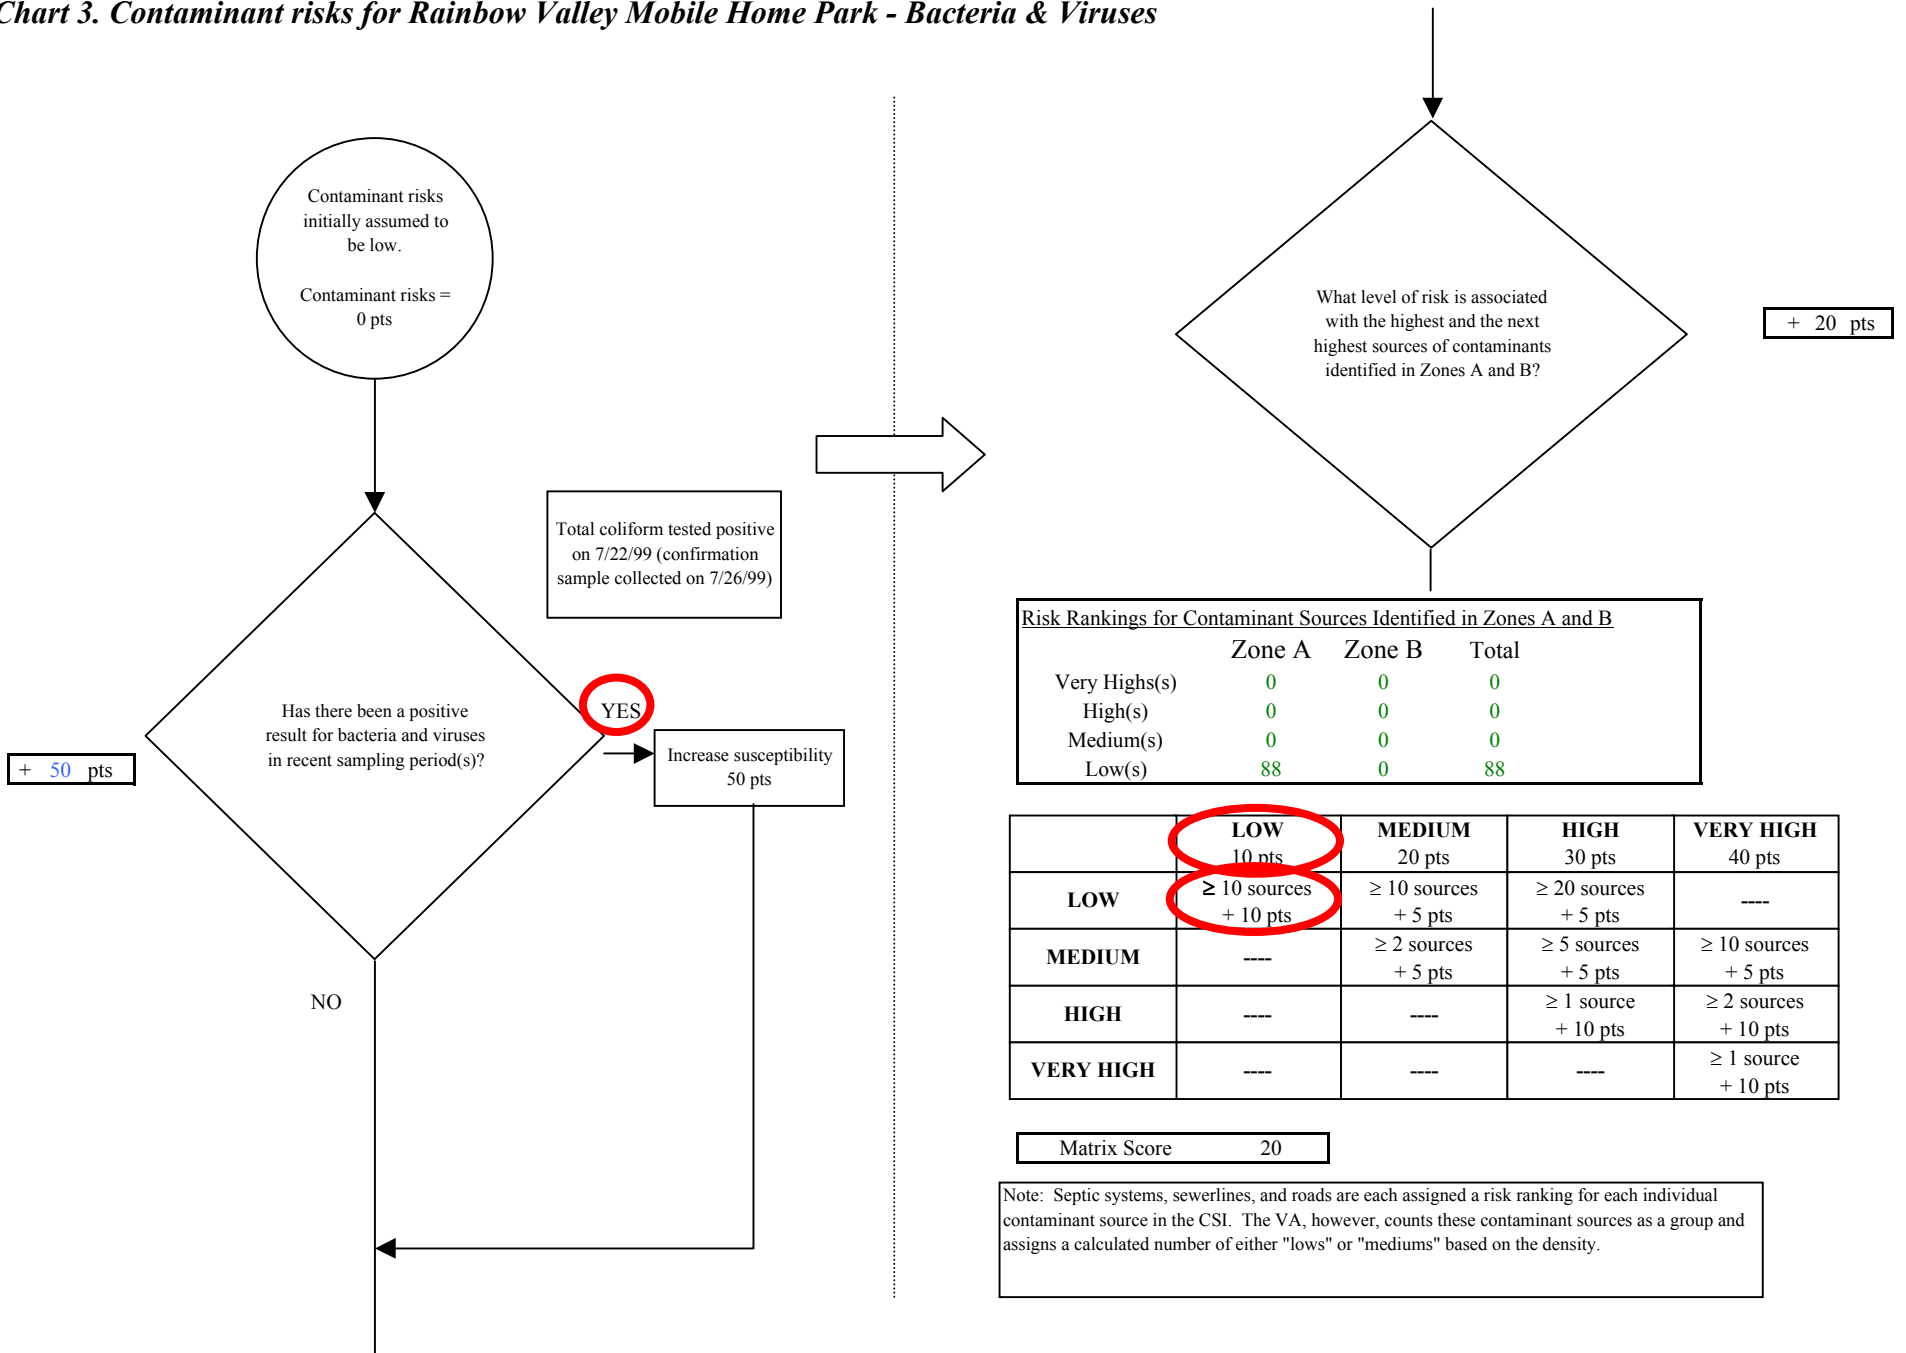 Chart 3. Contaminant risks for Rainbow Valley Mobile Home Park - Bacteria & Viruses
Contaminant risks
initially assumed to
be low.
Contaminant risks =
0 pts
Total coliform tested positive
on 7/22/99 (confirmation
sample collected on 7/26/99)
Has there been a positive
result for bacteria and viruses
in recent sampling period(s)?
+ 50 pts
YES
Increase susceptibility
50 pts
NO
What level of risk is associated
with the highest and the next
highest sources of contaminants
identified in Zones A and B?
+ 20 pts
Risk Rankings for Contaminant Sources Identified in Zones A and B
Zone A Zone B Total
Very Highs(s) 0 0 0
High(s) 0 0 0
Medium(s) 0 0 0
Low(s) 88 0 88
LOW MEDIUM HIGH VERY HIGH
10 pts 20 pts 30 pts 40 pts
LOW ≥ 10 sources ≥ 10 sources ≥ 20 sources ----
+ 10 pts + 5 pts + 5 pts
MEDIUM ---- ≥ 2 sources ≥ 5 sources ≥ 10 sources
+ 5 pts + 5 pts + 5 pts
HIGH ---- ---- ≥ 1 source ≥ 2 sources
+ 10 pts + 10 pts
VERY HIGH ---- ---- ---- ≥ 1 source
+ 10 pts
Matrix Score 20
Note: Septic systems, sewerlines, and roads are each assigned a risk ranking for each individual
contaminant source in the CSI. The VA, however, counts these contaminant sources as a group and
assigns a calculated number of either "lows" or "mediums" based on the density.